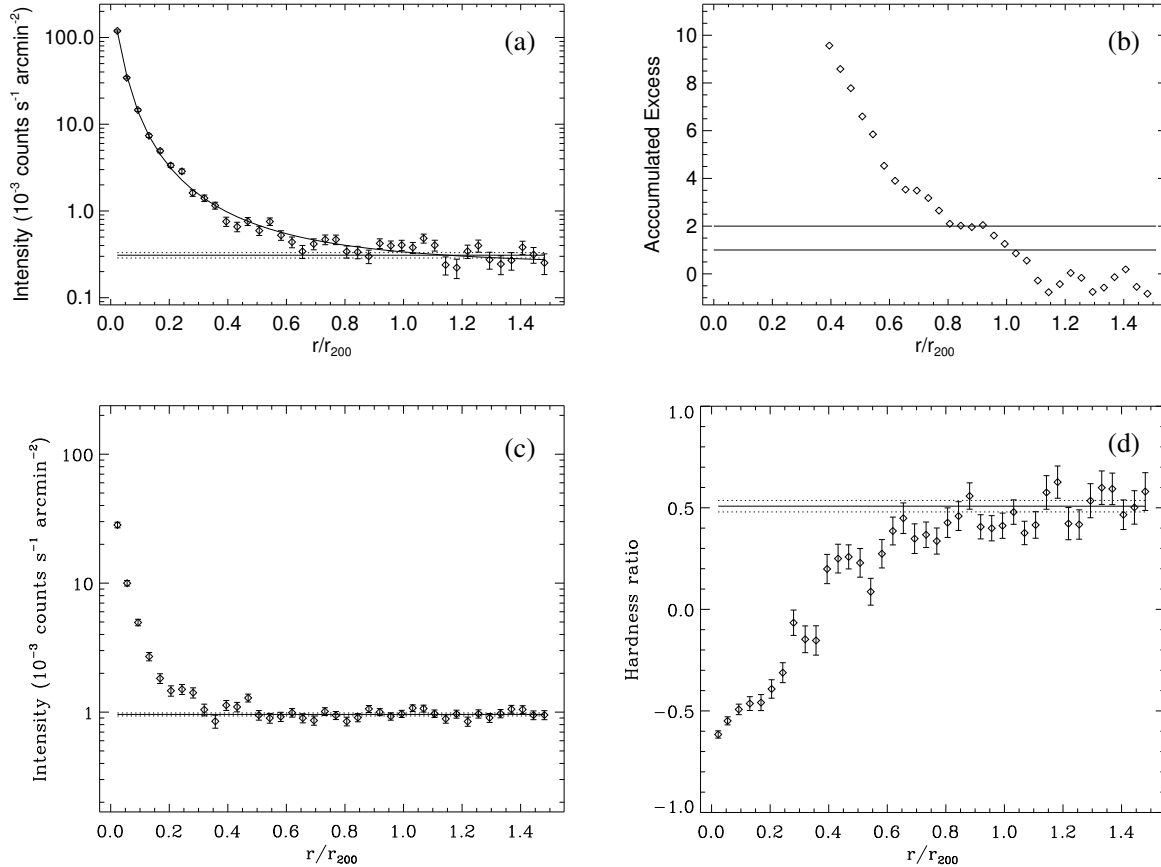 (a)
Intensity (10⁻³ counts s⁻¹ arcmin⁻²)
100.0
10.0
1.0
0.1
0.0 0.2 0.4 0.6 0.8 1.0 1.2 1.4
r/r₂₀₀
(b)
Acccumulated Excess
10
8
6
4
2
0
0.0 0.2 0.4 0.6 0.8 1.0 1.2 1.4
r/r₂₀₀
(c)
Intensity (10⁻³ counts s⁻¹ arcmin⁻²)
100
10
1
0.0 0.2 0.4 0.6 0.8 1.0 1.2 1.4
r/r₂₀₀
(d)
Hardness ratio
1.0
0.5
0.0
−0.5
−1.0
0.0 0.2 0.4 0.6 0.8 1.0 1.2 1.4
r/r₂₀₀